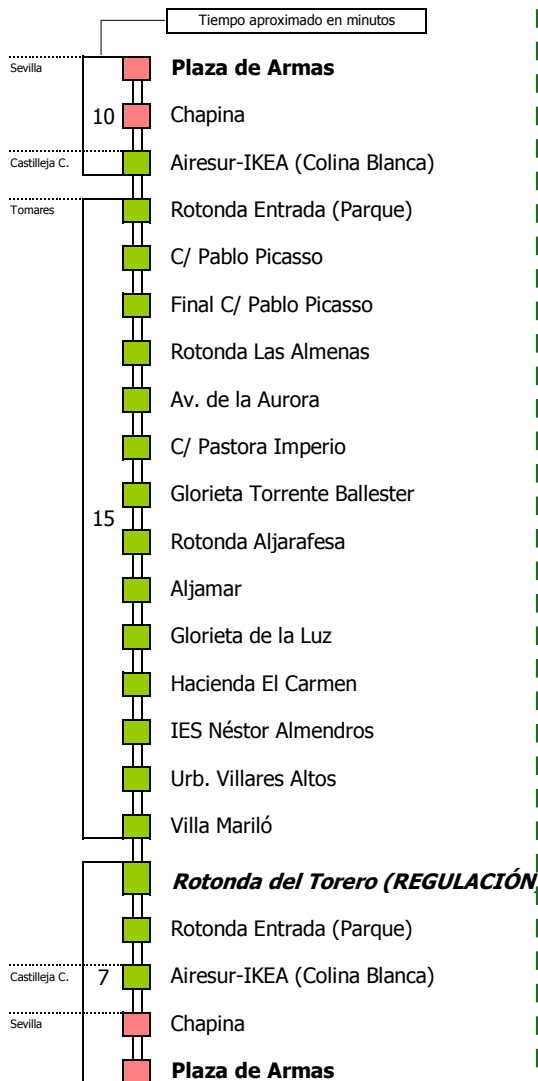 Tiempo aproximado en minutos
Sevilla
Plaza de Armas
10
Chapina
Castilleja C.
Airesur-IKEA (Colina Blanca)
Tomares
Rotonda Entrada (Parque)
C/ Pablo Picasso
Final C/ Pablo Picasso
Rotonda Las Almenas
Av. de la Aurora
C/ Pastora Imperio
Glorieta Torrente Ballester
15
Rotonda Aljarafesa
Aljamar
Glorieta de la Luz
Hacienda El Carmen
IES Néstor Almendros
Urb. Villares Altos
Villa Mariló
Rotonda del Torero (REGULACIÓN)
Rotonda Entrada (Parque)
Castilleja C.
7
Airesur-IKEA (Colina Blanca)
Sevilla
Chapina
Plaza de Armas